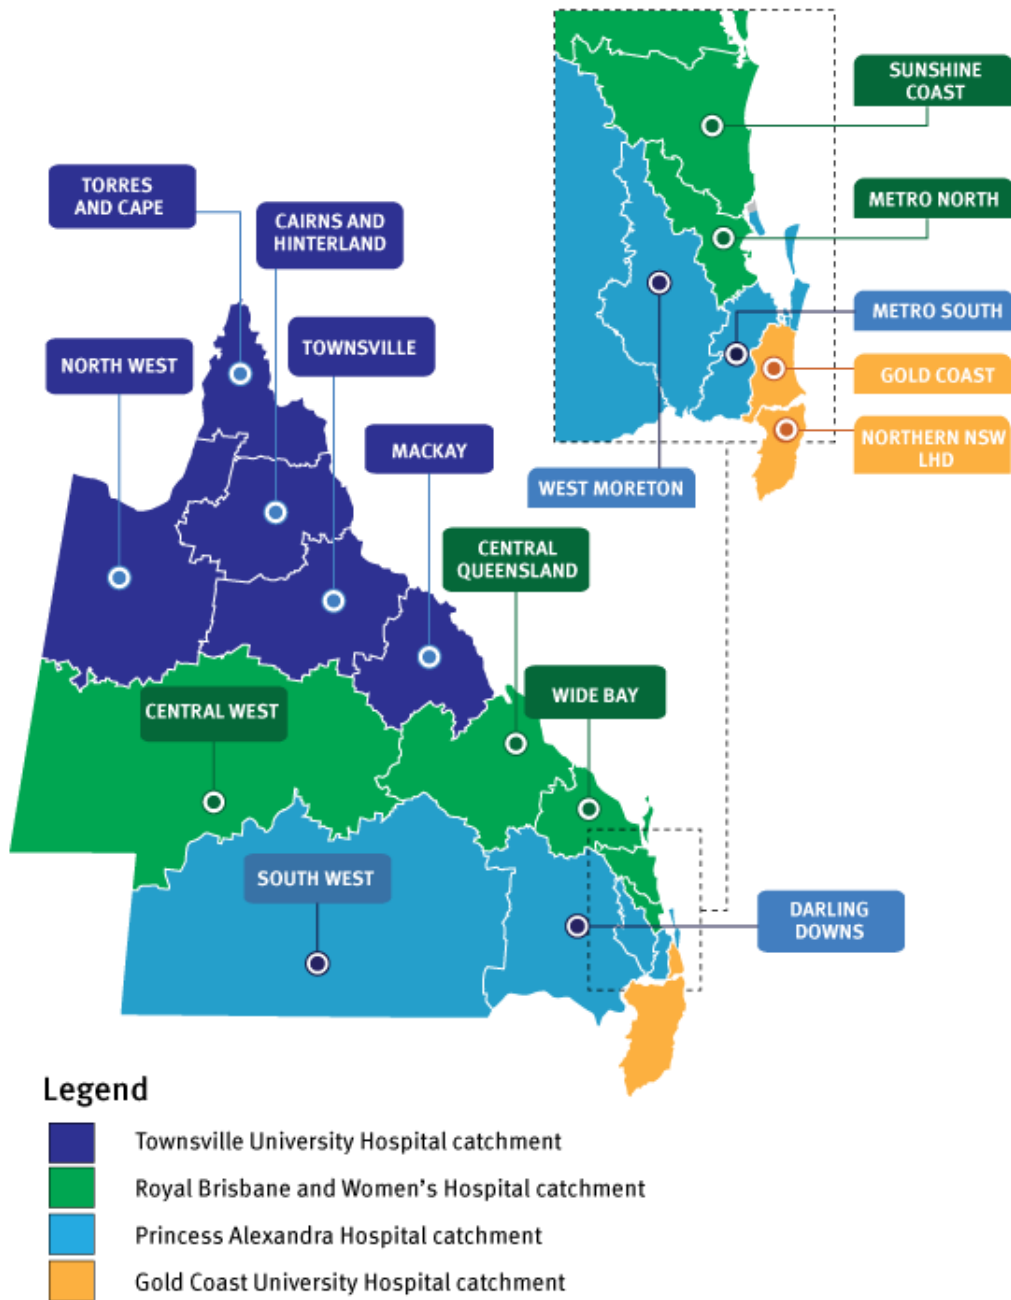 SUNSHINE
COAST
METRO NORTH
METRO SOUTH
GOLD COAST
NORTHERN NSW
LHD
WEST MORETON
TORRES
AND CAPE
CAIRNS AND
HINTERLAND
NORTH WEST
TOWNSVILLE
MACKAY
CENTRAL
QUEENSLAND
WIDE BAY
CENTRAL WEST
SOUTH WEST
DARLING
DOWNS
Legend
Townsville University Hospital catchment
Royal Brisbane and Women's Hospital catchment
Princess Alexandra Hospital catchment
Gold Coast University Hospital catchment